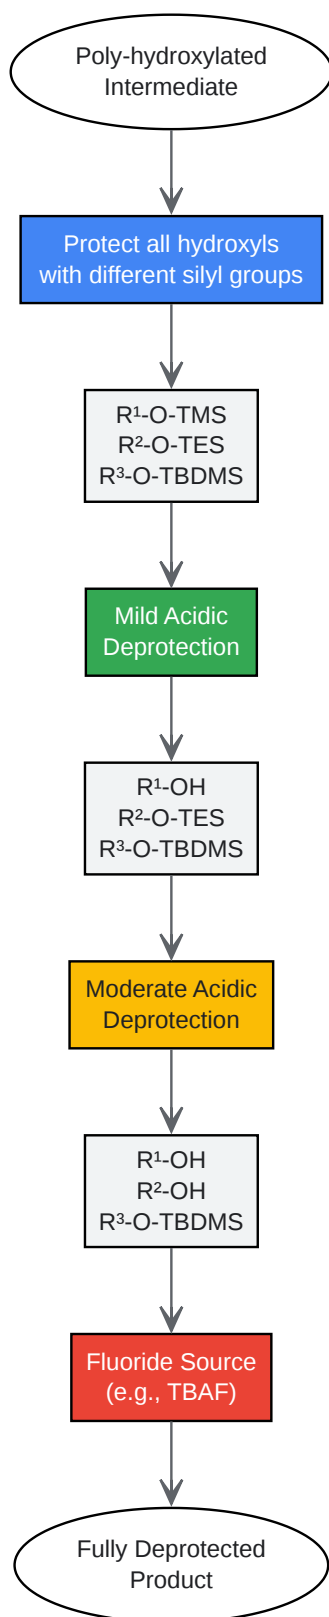 Poly-hydroxylated
Intermediate
Protect all hydroxyls
with different silyl groups
R¹-O-TMS
R²-O-TES
R³-O-TBDMS
Mild Acidic
Deprotection
R¹-OH
R²-O-TES
R³-O-TBDMS
Moderate Acidic
Deprotection
R¹-OH
R²-OH
R³-O-TBDMS
Fluoride Source
(e.g., TBAF)
Fully Deprotected
Product